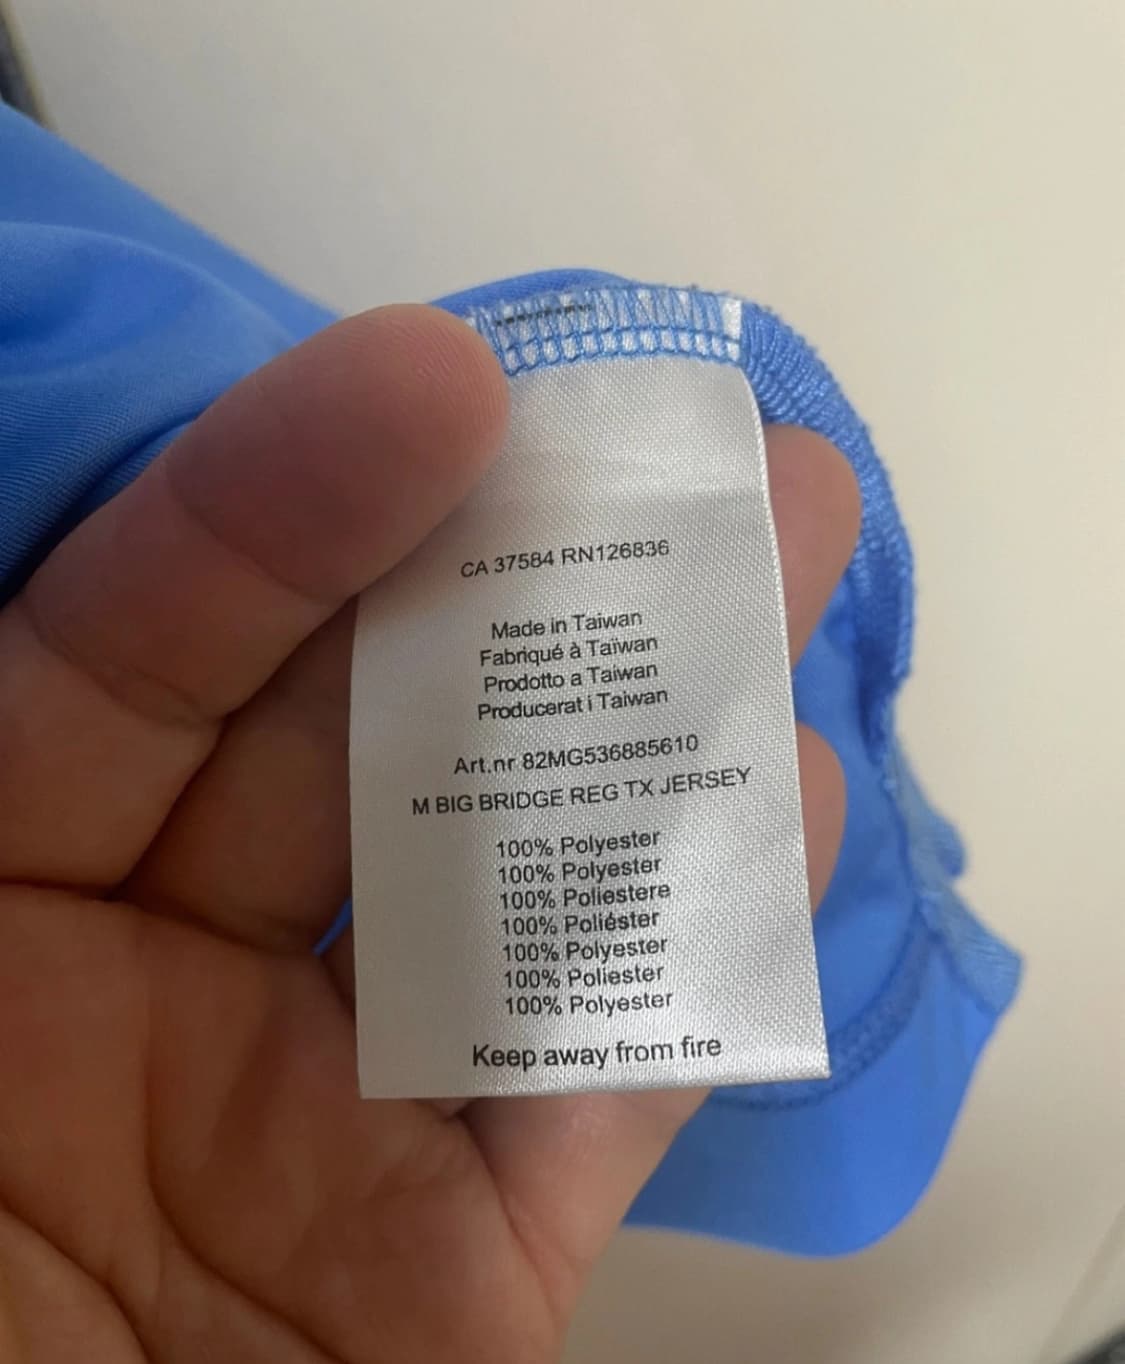 CA 37584 RN126836
Made in Taiwan
Fabriqué à Taïwan
Prodotto a Taiwan
Producerat i Taiwan
Art.nr 82MG536885610
M BIG BRIDGE REG TX JERSEY
100% Polyester
100% Polyester
100% Poliestere
100% Poliéster
100% Polyester
100% Poliester
100% Polyester
Keep away from fire